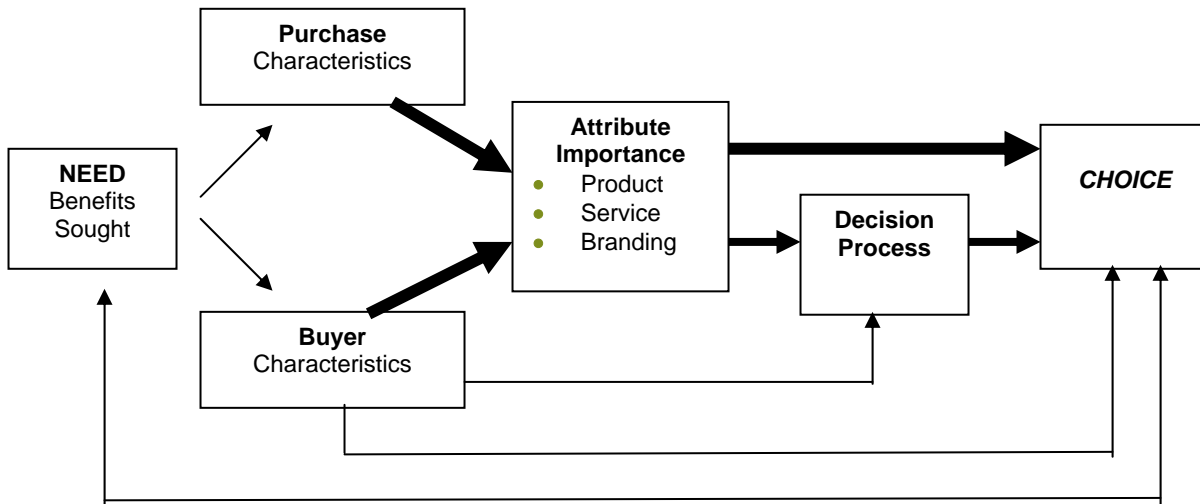 Purchase
Characteristics
NEED
Benefits
Sought
Attribute
Importance
Product
Service
Branding
Decision
Process
CHOICE
Buyer
Characteristics